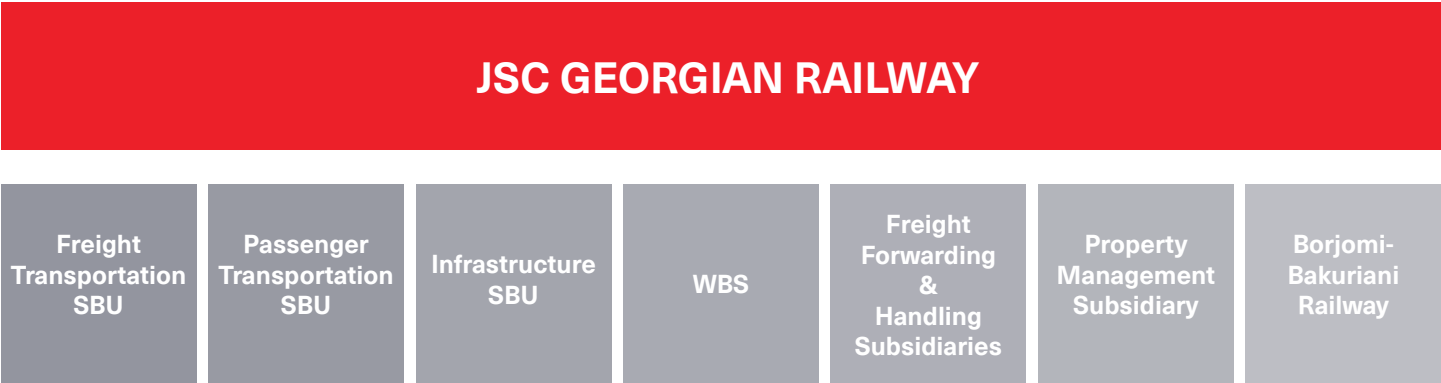 JSC GEORGIAN RAILWAY
Freight
Transportation
SBU
Passenger
Transportation
SBU
Infrastructure
SBU
WBS
Freight
Forwarding
&
Handling
Subsidiaries
Property
Management
Subsidiary
Borjomi-
Bakuriani
Railway